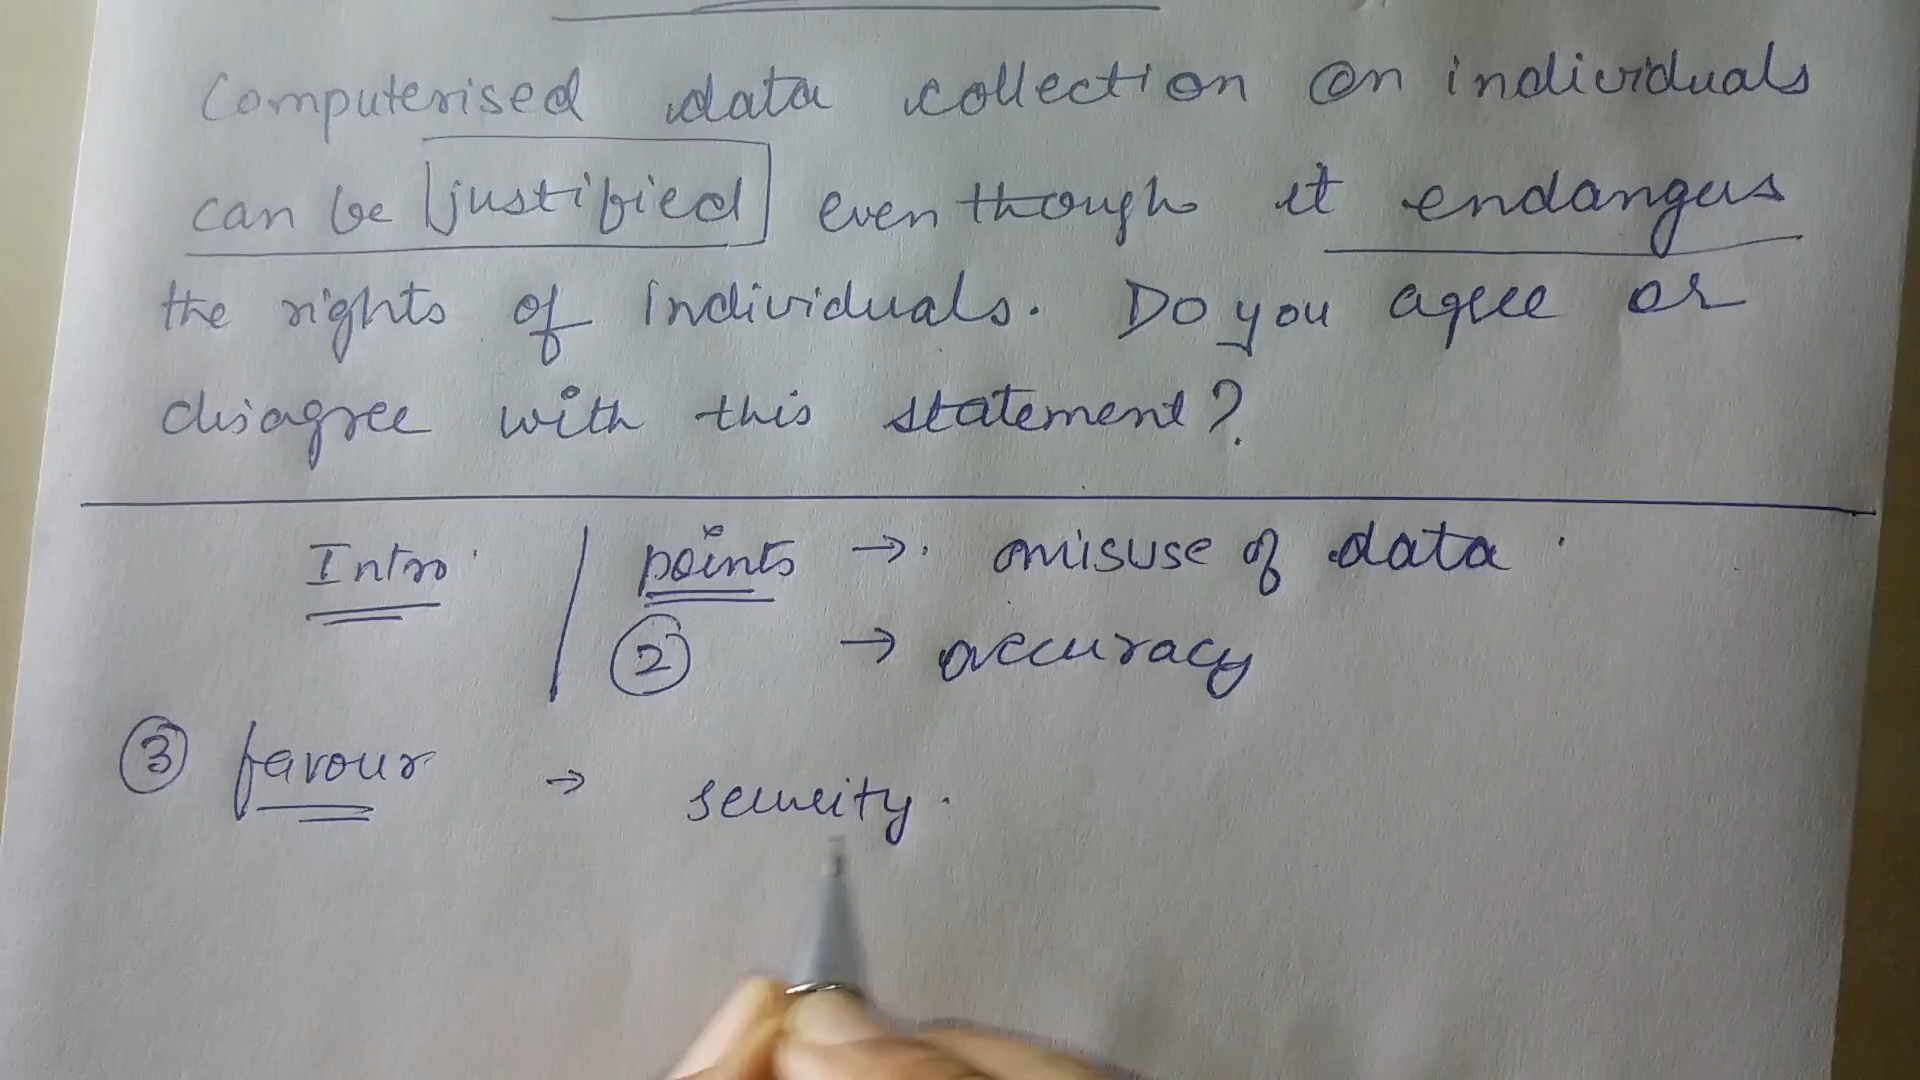 Computerised data collection on individuals
can be justified even though it endangers
the rights of individuals. Do you agree or
disagree with this statement?
Intro. / points →. misuse of data.
② → accuracy
③ favour → security.